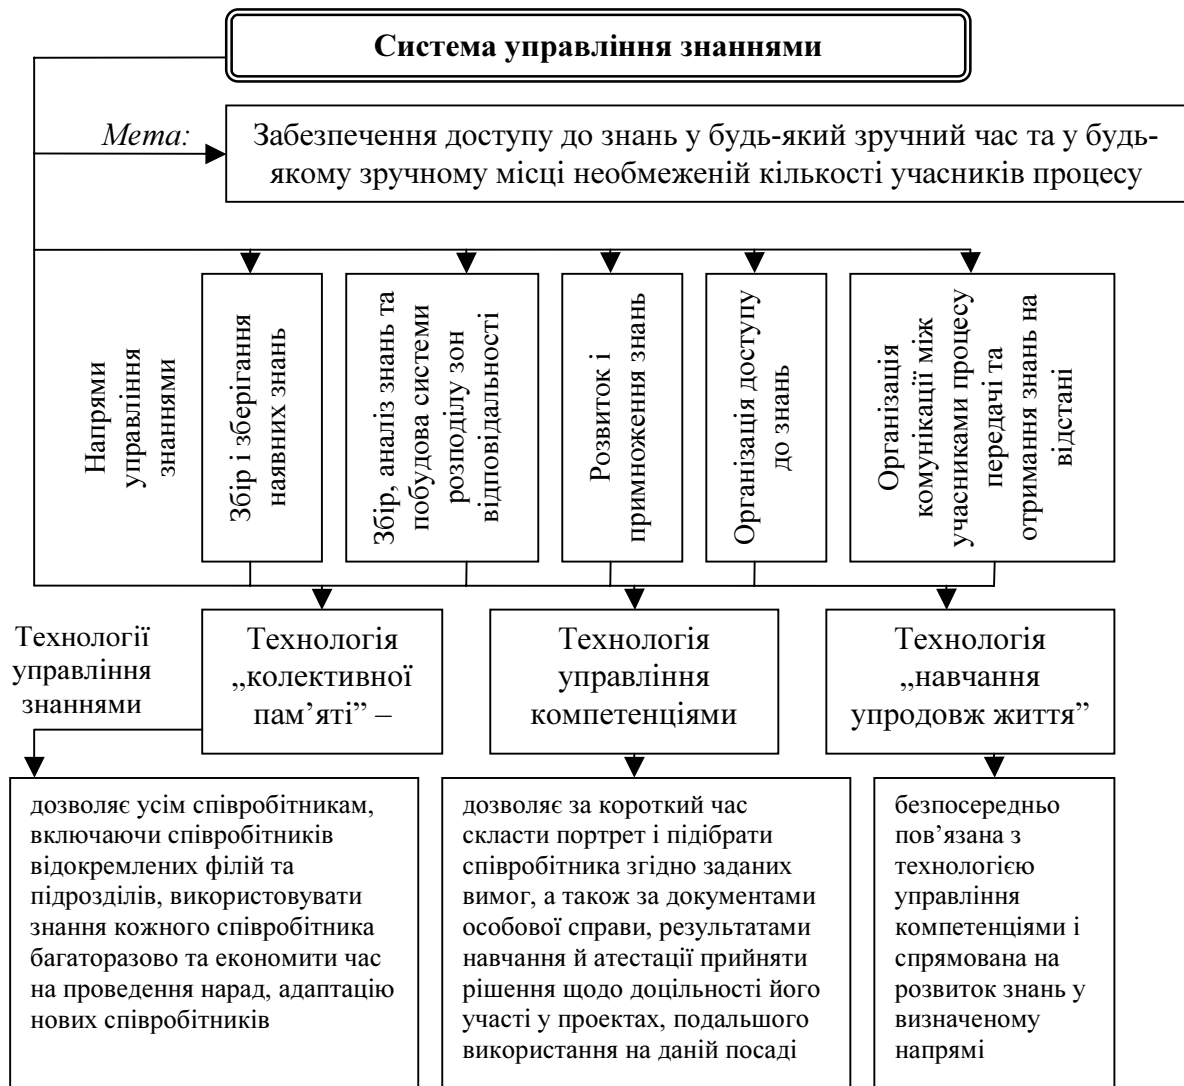 Система управління знаннями
Мета:
Забезпечення доступу до знань у будь-який зручний час та у будь-
якому зручному місці необмеженій кількості учасників процесу
Напрями
управління
знаннями
Збір і зберігання
наявних знань
Збір, аналіз знань та
побудова системи
розподілу зон
відповідальності
Розвиток і
примноження знань
Організація доступу
до знань
Організація
комунікації між
учасниками процесу
передачі та
отримання знань на
відстані
Технології
управління
знаннями
Технологія
„колективної
пам’яті” –
Технологія
управління
компетенціями
Технологія
„навчання
упродовж життя”
дозволяє усім співробітникам,
включаючи співробітників
відокремлених філій та
підрозділів, використовувати
знання кожного співробітника
багаторазово та економити час
на проведення нарад, адаптацію
нових співробітників
дозволяє за короткий час
скласти портрет і підібрати
співробітника згідно заданих
вимог, а також за документами
особової справи, результатами
навчання й атестації прийняти
рішення щодо доцільності його
участі у проектах, подальшого
використання на даній посаді
безпосередньо
пов’язана з
технологією
управління
компетенціями і
спрямована на
розвиток знань у
визначеному
напрямі